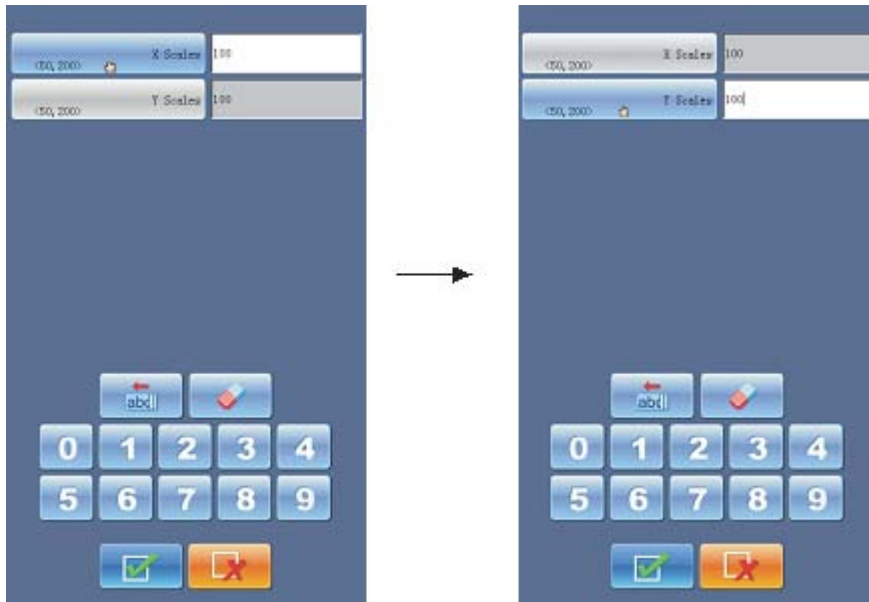 X Scales 100
(50, 200)
Y Scales 100
(50, 200)
abc
0 1 2 3 4
5 6 7 8 9
X Scales 100
(50, 200)
Y Scales 100
(50, 200)
abc
0 1 2 3 4
5 6 7 8 9